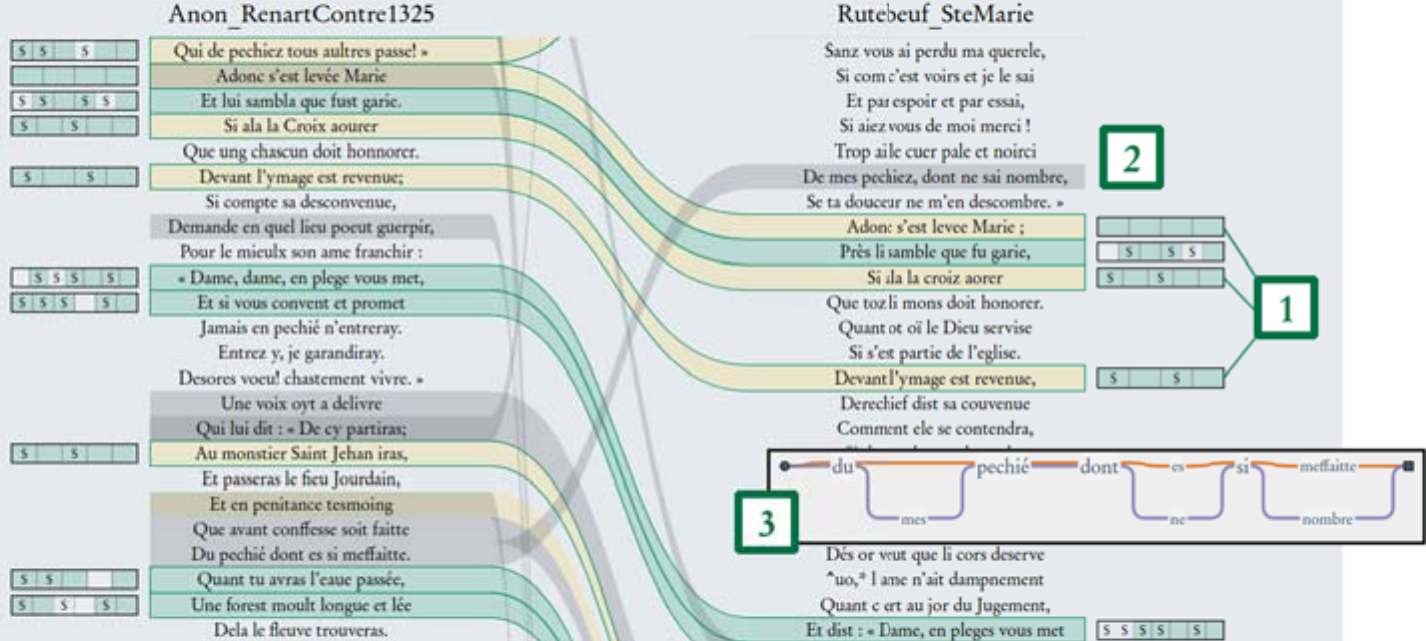 Anon_RenartContre1325
S S S
Qui de pechiez tous aultres passe! »
Adonc s'est levée Marie
S S S S
Et lui sambla que fust garie.
S S
Si ala la Croix aourer
Que ung chascun doit honnorer.
S S
Devant l'ymage est revenue;
Si compte sa desconvenue,
Demande en quel lieu poeut guerpir,
Pour le mieulx son ame franchir :
S S S S
« Dame, dame, en plege vous met,
S S S S
Et si vous convent et promet
Jamais en pechié n'entreray.
Entrez y, je garandiray.
Desores voeul chastement vivre. »
Une voix oyt a delivre
Qui lui dit : « De cy partiras;
S S
Au monstier Saint Jehan iras,
Et passeras le fieu Jourdain,
Et en penitance tesmoing
Que avant conffesse soit faitte
Du pechié dont es si meffaitte.
S S
Quant tu avras l'eaue passée,
S S S
Une forest moult longue et lée
Dela le fleuve trouveras.
Rutebeuf_SteMarie
Sanz vous ai perdu ma querele,
Si com c'est voirs et je le sai
Et par espoir et par essai,
Si aiez vous de moi merci !
Trop ai le cuer pale et noirci
De mes pechiez, dont ne sai nombre,
Se ta douceur ne m'en descombre. »
Adonc s'est levee Marie ;
Près li samble que fu garie,
S S S
Si ala la croiz aorer
S S
Que toz li mons doit honorer.
Quant ot oï le Dieu servise
Si s'est partie de l'eglise.
Devant l'ymage est revenue,
S S
Derechief dist sa couvenue
Comment ele se contendra,
Dés or veut que li cors deserve
"uo,* l ame n'ait dampnement
Quant c ert au jor du Jugement,
Et dist : « Dame, en pleges vous met
S S S S S
2
1
3
du pechié dont es si meffaitte
mes ne nombre